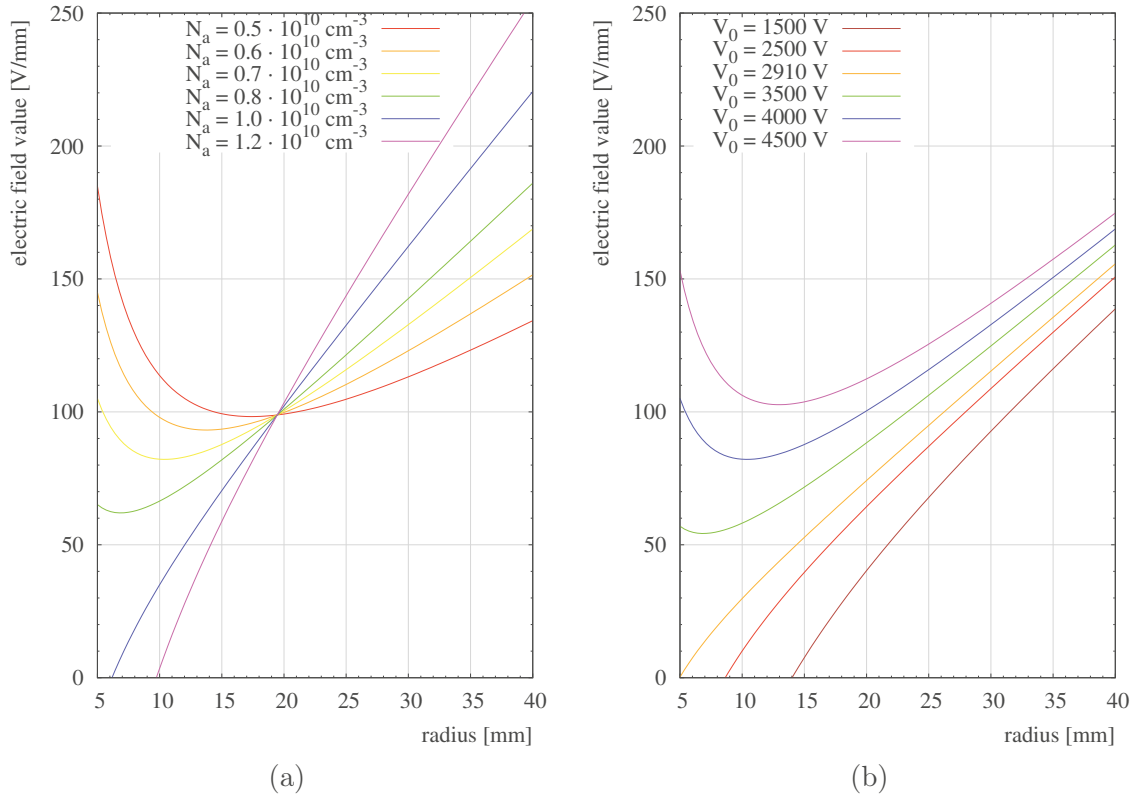 N_a = 0.5 · 10^10 cm^-3
N_a = 0.6 · 10^10 cm^-3
N_a = 0.7 · 10^10 cm^-3
N_a = 0.8 · 10^10 cm^-3
N_a = 1.0 · 10^10 cm^-3
N_a = 1.2 · 10^10 cm^-3
electric field value [V/mm]
250
200
150
100
50
0
5 10 15 20 25 30 35 40
radius [mm]
(a)
V_0 = 1500 V
V_0 = 2500 V
V_0 = 2910 V
V_0 = 3500 V
V_0 = 4000 V
V_0 = 4500 V
electric field value [V/mm]
250
200
150
100
50
0
5 10 15 20 25 30 35 40
radius [mm]
(b)